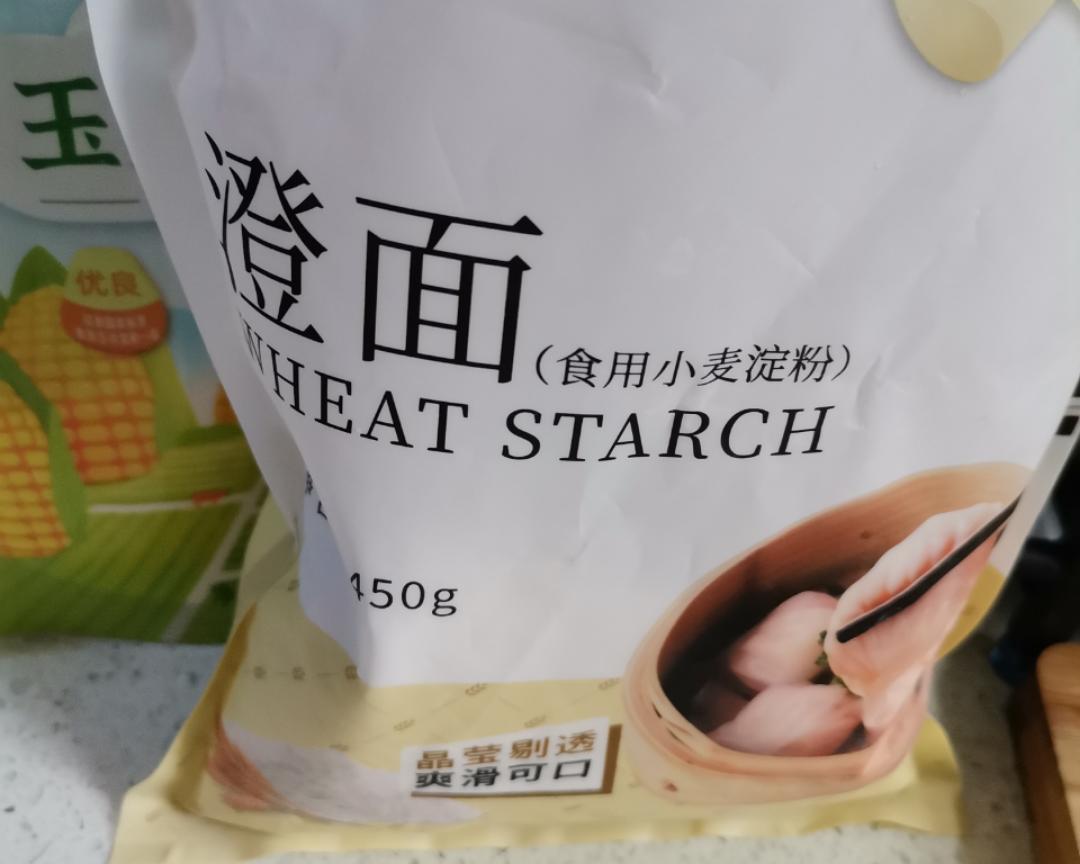 玉
优良
澄面
(食用小麦淀粉)
WHEAT STARCH
450g
晶莹剔透
爽滑可口